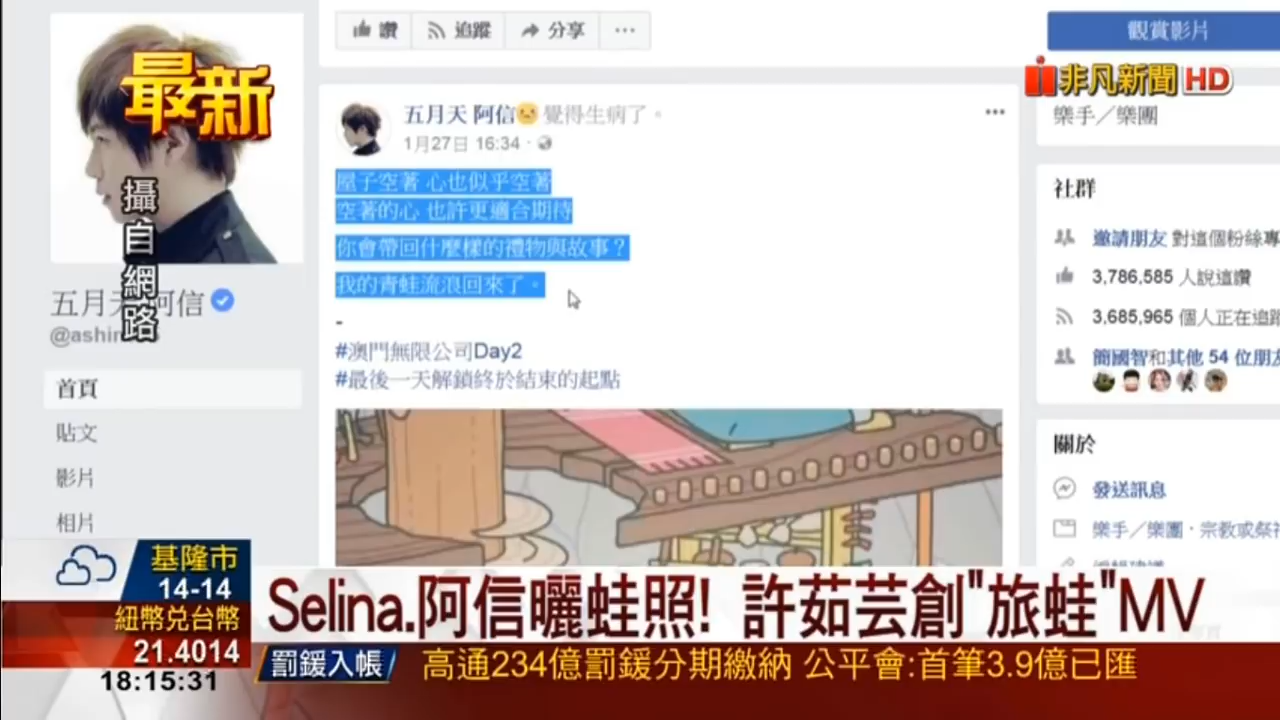 最新
攝自網路
五月天 阿信
@ashin
首頁
貼文
影片
相片
讚 追蹤 分享 ...
五月天 阿信 覺得生病了。
1月27日 16:34
屋子空著 心也似乎空著
空著的心 也許更適合期待
你會帶回什麼樣的禮物與故事？
我的青蛙流浪回來了。
-
#澳門無限公司Day2
#最後一天解鎖終於結束的起點
觀賞影片
非凡新聞HD
樂手／樂團
社群
邀請朋友 對這個粉絲專
3,786,585 人說這讚
3,685,965 個人正在追蹤
簡國智和其他 54 位朋友
關於
發送訊息
樂手／樂團・宗教或祭祀
基隆市
14-14
紐幣兌台幣
21.4014
18:15:31
Selina.阿信曬蛙照! 許茹芸創"旅蛙"MV
罰鍰入帳 高通234億罰鍰分期繳納 公平會:首筆3.9億已匯